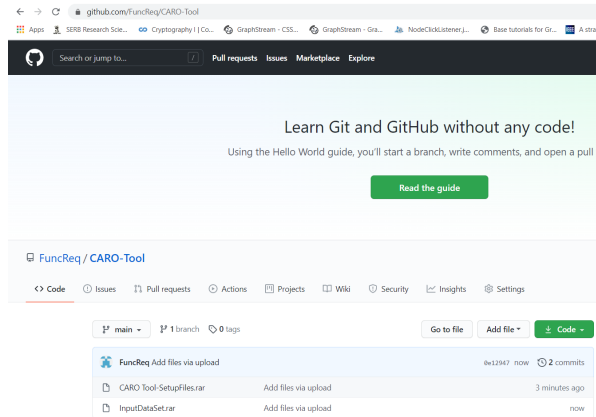 github.com/FuncReq/CARO-Tool
Apps SERB Research Scie... Cryptography I | Co... GraphStream - CSS... GraphStream - Gra... NodeClickListener.j... Base tutorials for Gr... A stra
Search or jump to... / Pull requests Issues Marketplace Explore
Learn Git and GitHub without any code!
Using the Hello World guide, you'll start a branch, write comments, and open a pull
Read the guide
FuncReq / CARO-Tool
<> Code Issues Pull requests Actions Projects Wiki Security Insights Settings
main 1 branch 0 tags Go to file Add file Code
FuncReq Add files via upload 0e12947 now 2 commits
CARO Tool-SetupFiles.rar Add files via upload 3 minutes ago
InputDataSet.rar Add files via upload now